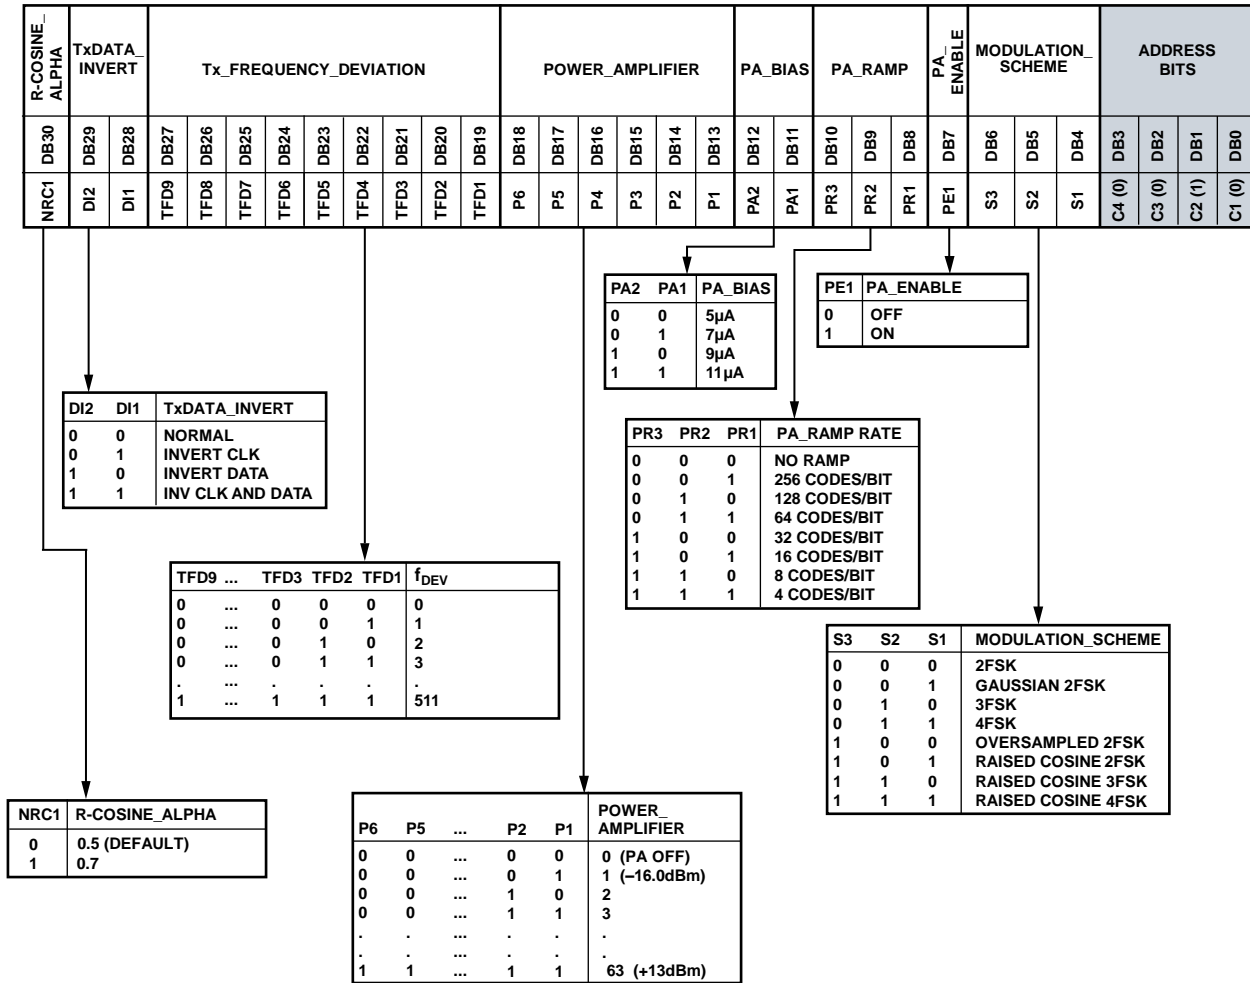 R-COSINE_
ALPHA
TxDATA_
INVERT
Tx_FREQUENCY_DEVIATION
POWER_AMPLIFIER
PA_BIAS
PA_RAMP
PA_
ENABLE
MODULATION_
SCHEME
ADDRESS
BITS
DB30 DB29 DB28 DB27 DB26 DB25 DB24 DB23 DB22 DB21 DB20 DB19 DB18 DB17 DB16 DB15 DB14 DB13 DB12 DB11 DB10 DB9 DB8 DB7 DB6 DB5 DB4 DB3 DB2 DB1 DB0
NRC1 DI2 DI1 TFD9 TFD8 TFD7 TFD6 TFD5 TFD4 TFD3 TFD2 TFD1 P6 P5 P4 P3 P2 P1 PA2 PA1 PR3 PR2 PR1 PE1 S3 S2 S1 C4 (0) C3 (0) C2 (1) C1 (0)
PA2 PA1 PA_BIAS
0 0 5µA
0 1 7µA
1 0 9µA
1 1 11µA
PE1 PA_ENABLE
0 OFF
1 ON
DI2 DI1 TxDATA_INVERT
0 0 NORMAL
0 1 INVERT CLK
1 0 INVERT DATA
1 1 INV CLK AND DATA
PR3 PR2 PR1 PA_RAMP RATE
0 0 0 NO RAMP
0 0 1 256 CODES/BIT
0 1 0 128 CODES/BIT
0 1 1 64 CODES/BIT
1 0 0 32 CODES/BIT
1 0 1 16 CODES/BIT
1 1 0 8 CODES/BIT
1 1 1 4 CODES/BIT
TFD9 ... TFD3 TFD2 TFD1 fDEV
0 ... 0 0 0 0
0 ... 0 0 1 1
0 ... 0 1 0 2
0 ... 0 1 1 3
. ... . . . .
1 ... 1 1 1 511
S3 S2 S1 MODULATION_SCHEME
0 0 0 2FSK
0 0 1 GAUSSIAN 2FSK
0 1 0 3FSK
0 1 1 4FSK
1 0 0 OVERSAMPLED 2FSK
1 0 1 RAISED COSINE 2FSK
1 1 0 RAISED COSINE 3FSK
1 1 1 RAISED COSINE 4FSK
NRC1 R-COSINE_ALPHA
0 0.5 (DEFAULT)
1 0.7
POWER_
P6 P5 ... P2 P1 AMPLIFIER
0 0 ... 0 0 0 (PA OFF)
0 0 ... 0 1 1 (–16.0dBm)
0 0 ... 1 0 2
0 0 ... 1 1 3
. . ... . . .
. . ... . . .
1 1 ... 1 1 63 (+13dBm)